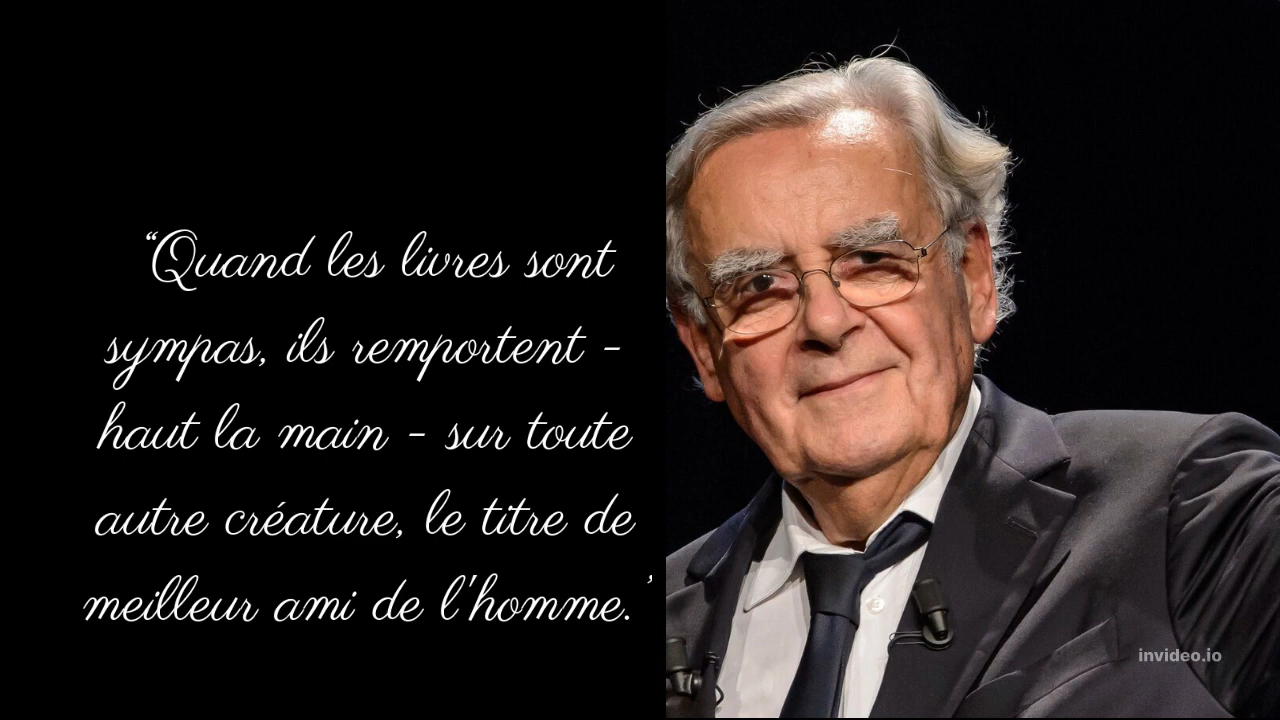 “Quand les livres sont
sympas, ils remportent -
haut la main - sur toute
autre créature, le titre de
meilleur ami de l'homme.’
invideo.io